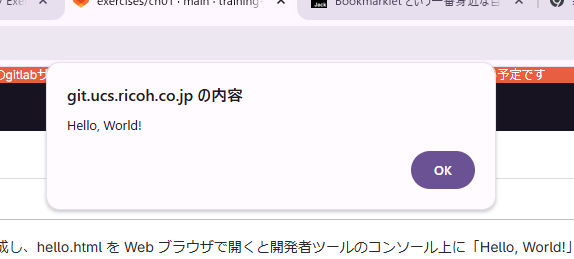 exercises/ch01 · main · training-
Bookmarklet という一番身近な自
Jack
gitlabサ
予定です
git.ucs.ricoh.co.jp の内容
Hello, World!
OK
成し、hello.html を Web ブラウザで開くと開発者ツールのコンソール上に「Hello, World!」